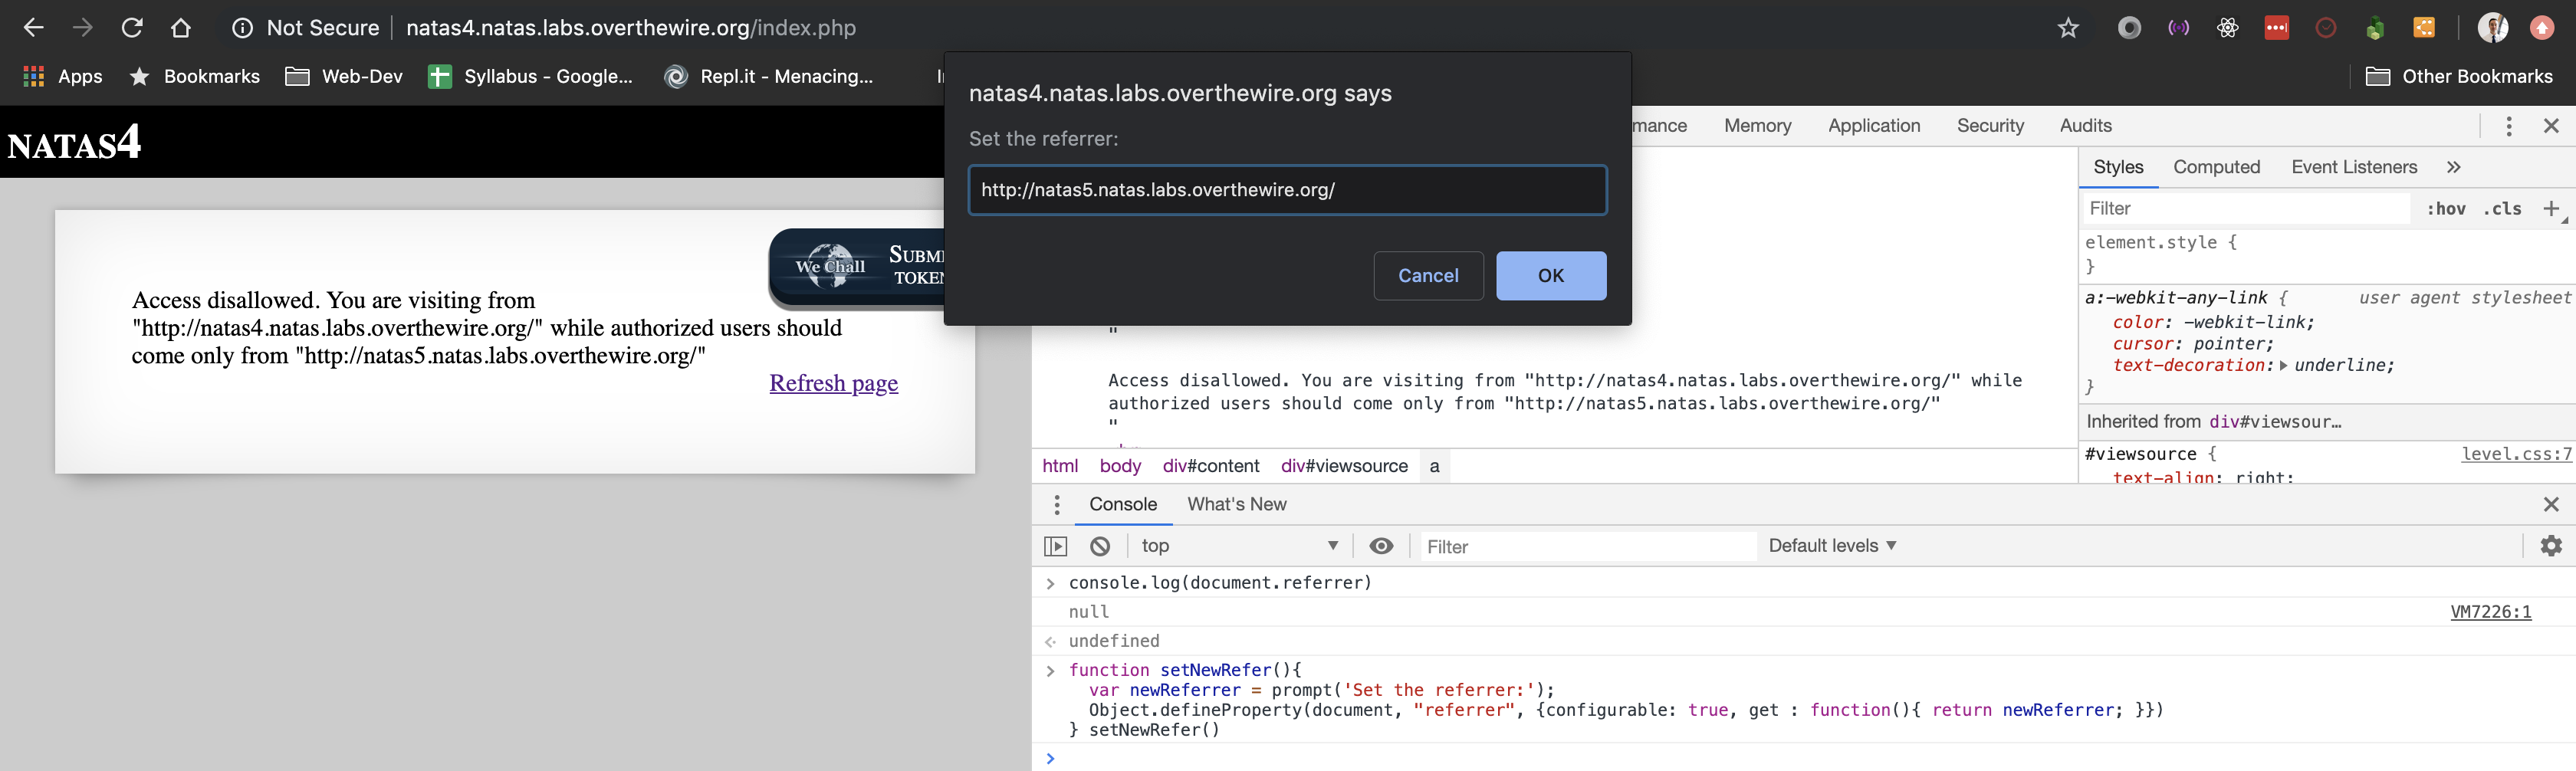 Not Secure natas4.natas.labs.overthewire.org/index.php
Apps Bookmarks Web-Dev Syllabus - Google... Repl.it - Menacing... Other Bookmarks
natas4.natas.labs.overthewire.org says
Set the referrer:
http://natas5.natas.labs.overthewire.org/
Cancel OK
NATAS4
We Chall
Access disallowed. You are visiting from
"http://natas4.natas.labs.overthewire.org/" while authorized users should
come only from "http://natas5.natas.labs.overthewire.org/"
Refresh page
Memory Application Security Audits
"
Access disallowed. You are visiting from "http://natas4.natas.labs.overthewire.org/" while
authorized users should come only from "http://natas5.natas.labs.overthewire.org/"
"
html body div#content div#viewsource a
Styles Computed Event Listeners »
Filter :hov .cls +
element.style {
}
a:-webkit-any-link { user agent stylesheet
color: -webkit-link;
cursor: pointer;
text-decoration: underline;
}
Inherited from div#viewsour…
#viewsource { level.css:7
text-align: right;
Console What's New
top Filter Default levels
> console.log(document.referrer)
null VM7226:1
undefined
> function setNewRefer(){
var newReferrer = prompt('Set the referrer:');
Object.defineProperty(document, "referrer", {configurable: true, get : function(){ return newReferrer; }})
} setNewRefer()
>